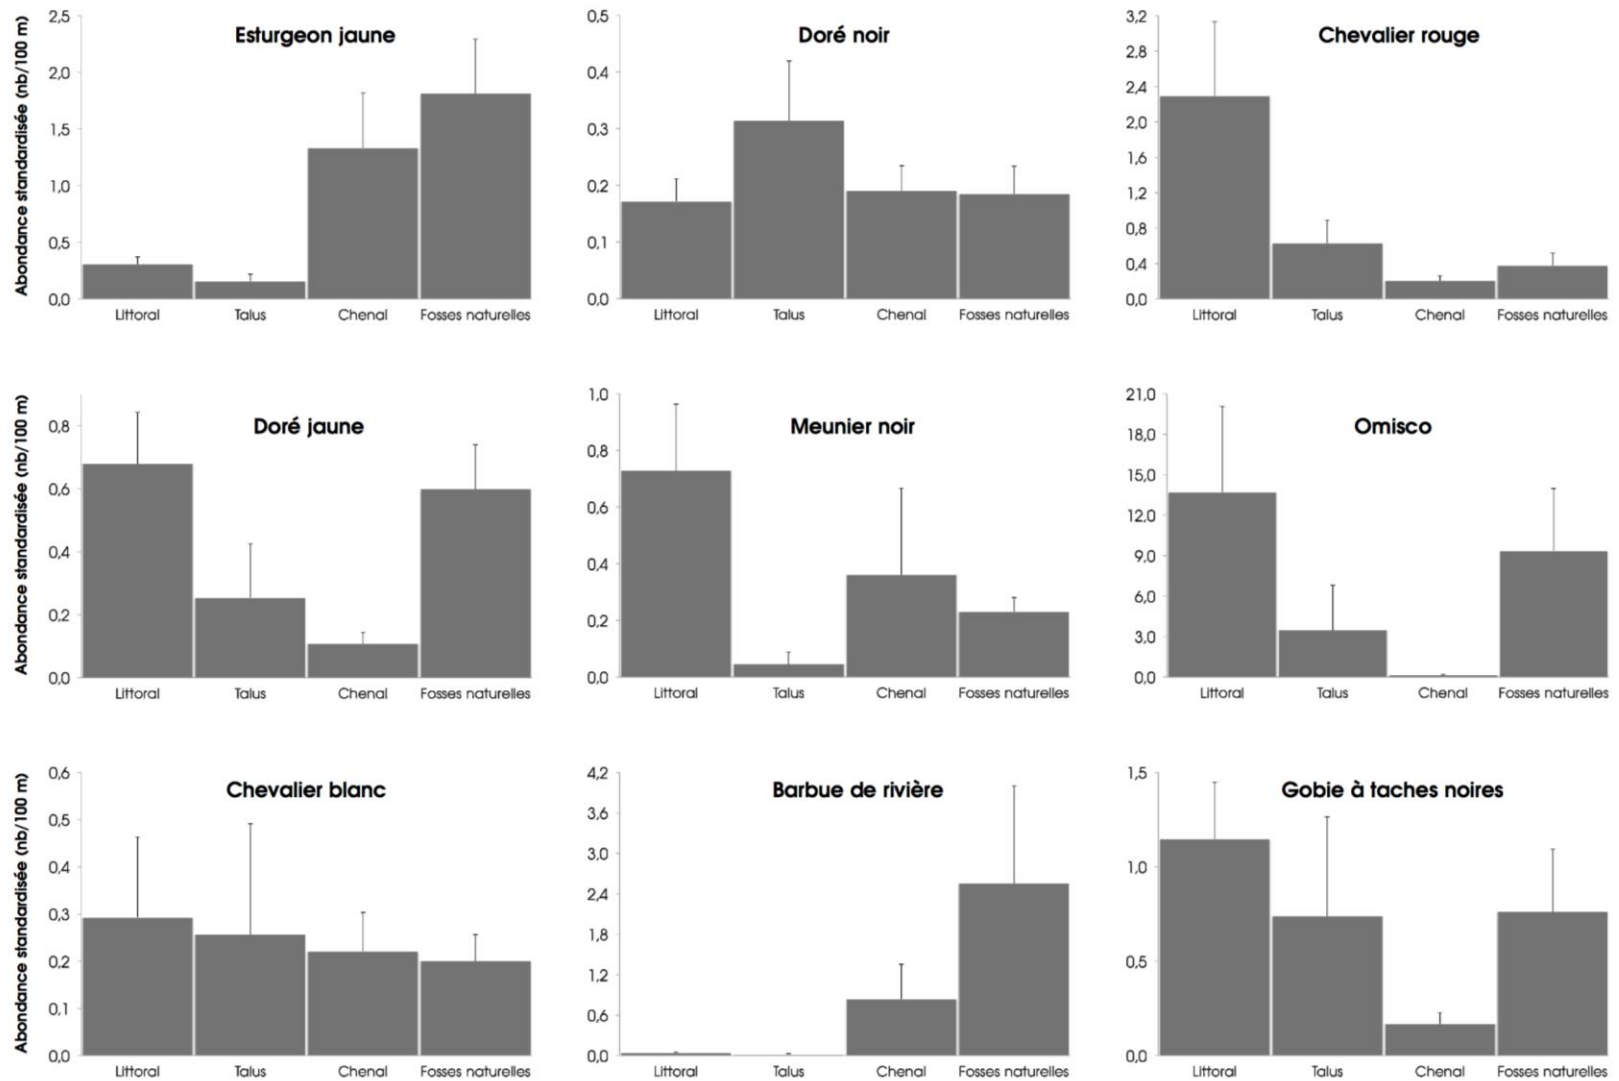 Esturgeon jaune
Abondance standardisée (nb/100 m)
2,5
2,0
1,5
1,0
0,5
0,0
Littoral Talus Chenal Fosses naturelles
Doré noir
0,5
0,4
0,3
0,2
0,1
0,0
Littoral Talus Chenal Fosses naturelles
Chevalier rouge
3,2
2,8
2,4
2,0
1,6
1,2
0,8
0,4
0,0
Littoral Talus Chenal Fosses naturelles
Doré jaune
Abondance standardisée (nb/100 m)
0,8
0,6
0,4
0,2
0,0
Littoral Talus Chenal Fosses naturelles
Meunier noir
1,0
0,8
0,6
0,4
0,2
0,0
Littoral Talus Chenal Fosses naturelles
Omisco
21,0
18,0
15,0
12,0
9,0
6,0
3,0
0,0
Littoral Talus Chenal Fosses naturelles
Chevalier blanc
Abondance standardisée (nb/100 m)
0,6
0,5
0,4
0,3
0,2
0,1
0,0
Littoral Talus Chenal Fosses naturelles
Barbue de rivière
4,2
3,6
3,0
2,4
1,8
1,2
0,6
0,0
Littoral Talus Chenal Fosses naturelles
Gobie à taches noires
1,5
1,0
0,5
0,0
Littoral Talus Chenal Fosses naturelles